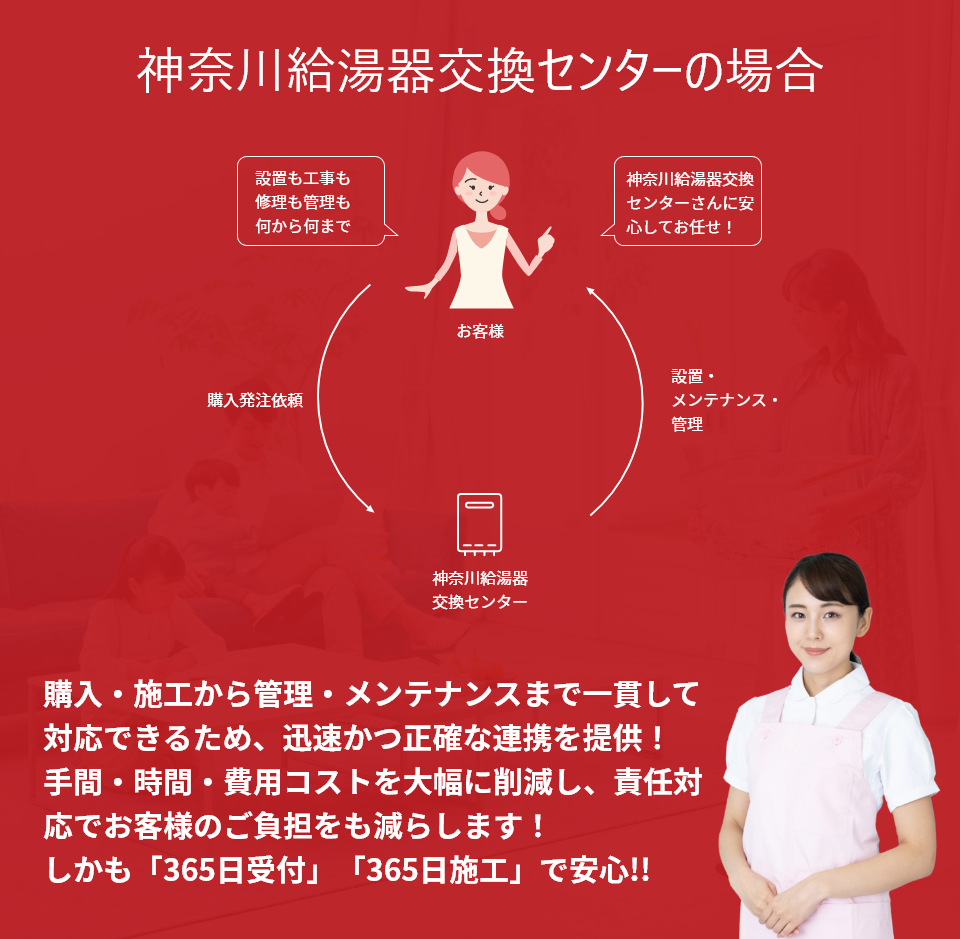 神奈川給湯器交換センターの場合
設置も工事も
修理も管理も
何から何まで
神奈川給湯器交換
センターさんに安
心してお任せ！
お客様
購入発注依頼
設置・
メンテナンス・
管理
神奈川給湯器
交換センター
購入・施工から管理・メンテナンスまで一貫して
対応できるため、迅速かつ正確な連携を提供！
手間・時間・費用コストを大幅に削減し、責任対
応でお客様のご負担をも減らします！
しかも「365日受付」「365日施工」で安心!!